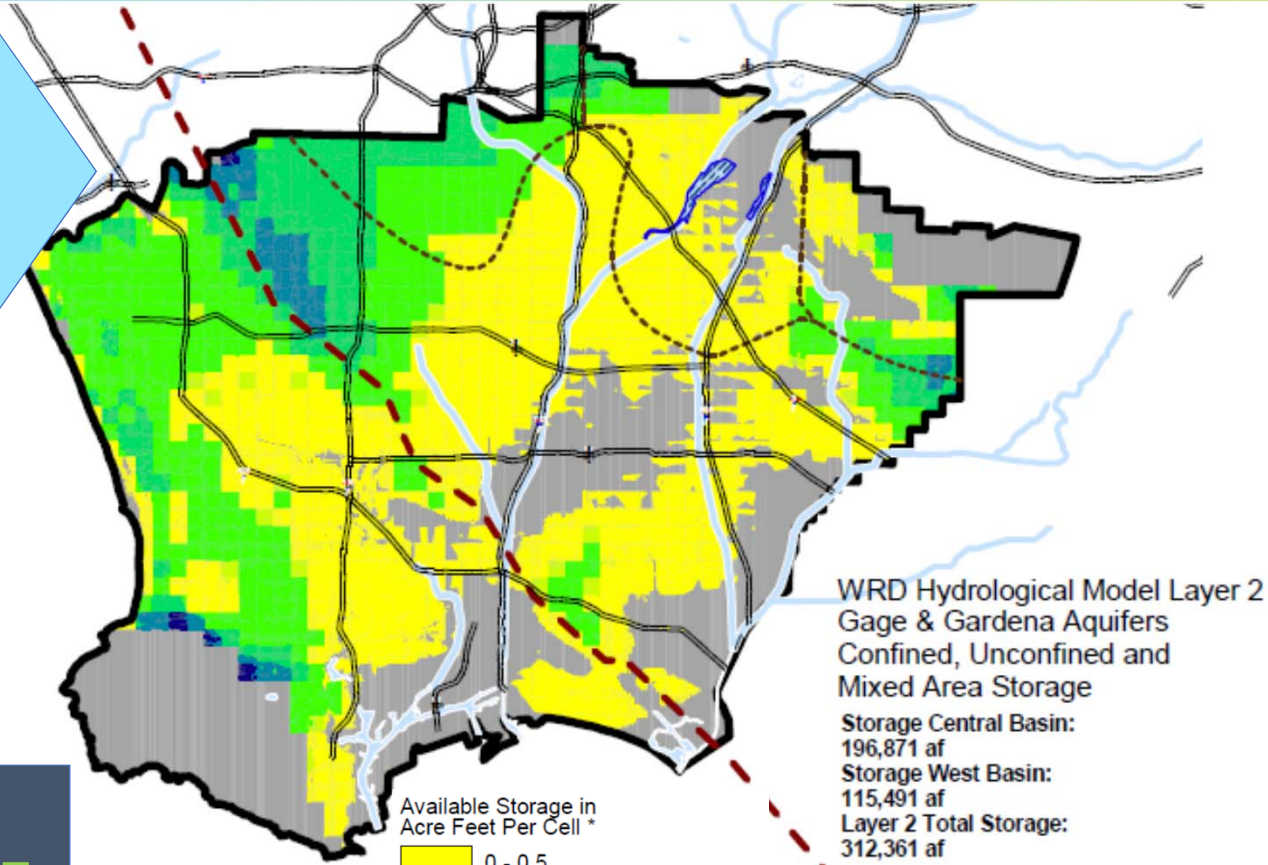 WRD Hydrological Model Layer 2
Gage & Gardena Aquifers
Confined, Unconfined and
Mixed Area Storage
Storage Central Basin:
196,871 af
Storage West Basin:
115,491 af
Layer 2 Total Storage:
312,361 af
Available Storage in
Acre Feet Per Cell *
0 - 0.5